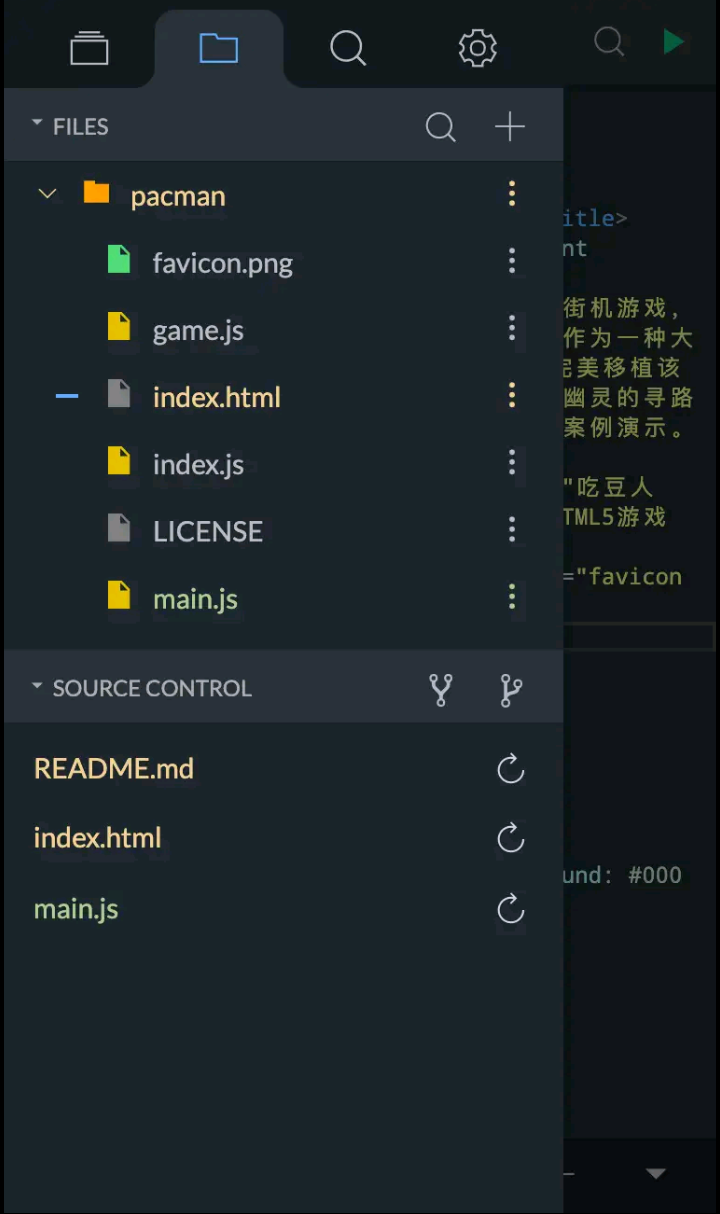 FILES
pacman
favicon.png
game.js
index.html
index.js
LICENSE
main.js
SOURCE CONTROL
README.md
index.html
main.js
itle>
nt
街机游戏,
作为一种大
完美移植该
幽灵的寻路
案例演示。
"吃豆人
TML5游戏
="favicon
und: #000